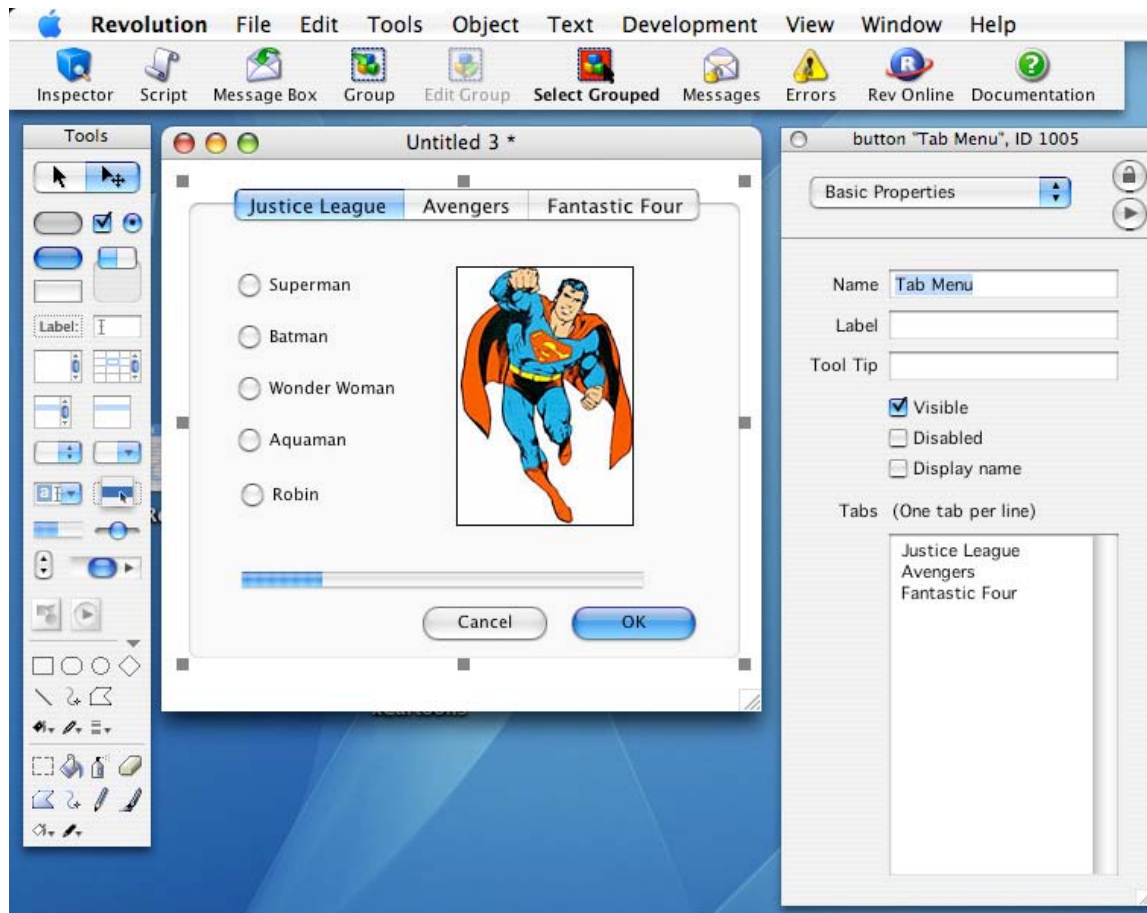 Revolution File Edit Tools Object Text Development View Window Help
Inspector Script Message Box Group Edit Group Select Grouped Messages Errors Rev Online Documentation
Tools
Label:
Untitled 3 *
Justice League Avengers Fantastic Four
Superman
Batman
Wonder Woman
Aquaman
Robin
Cancel OK
button "Tab Menu", ID 1005
Basic Properties
Name Tab Menu
Label
Tool Tip
Visible
Disabled
Display name
Tabs (One tab per line)
Justice League
Avengers
Fantastic Four